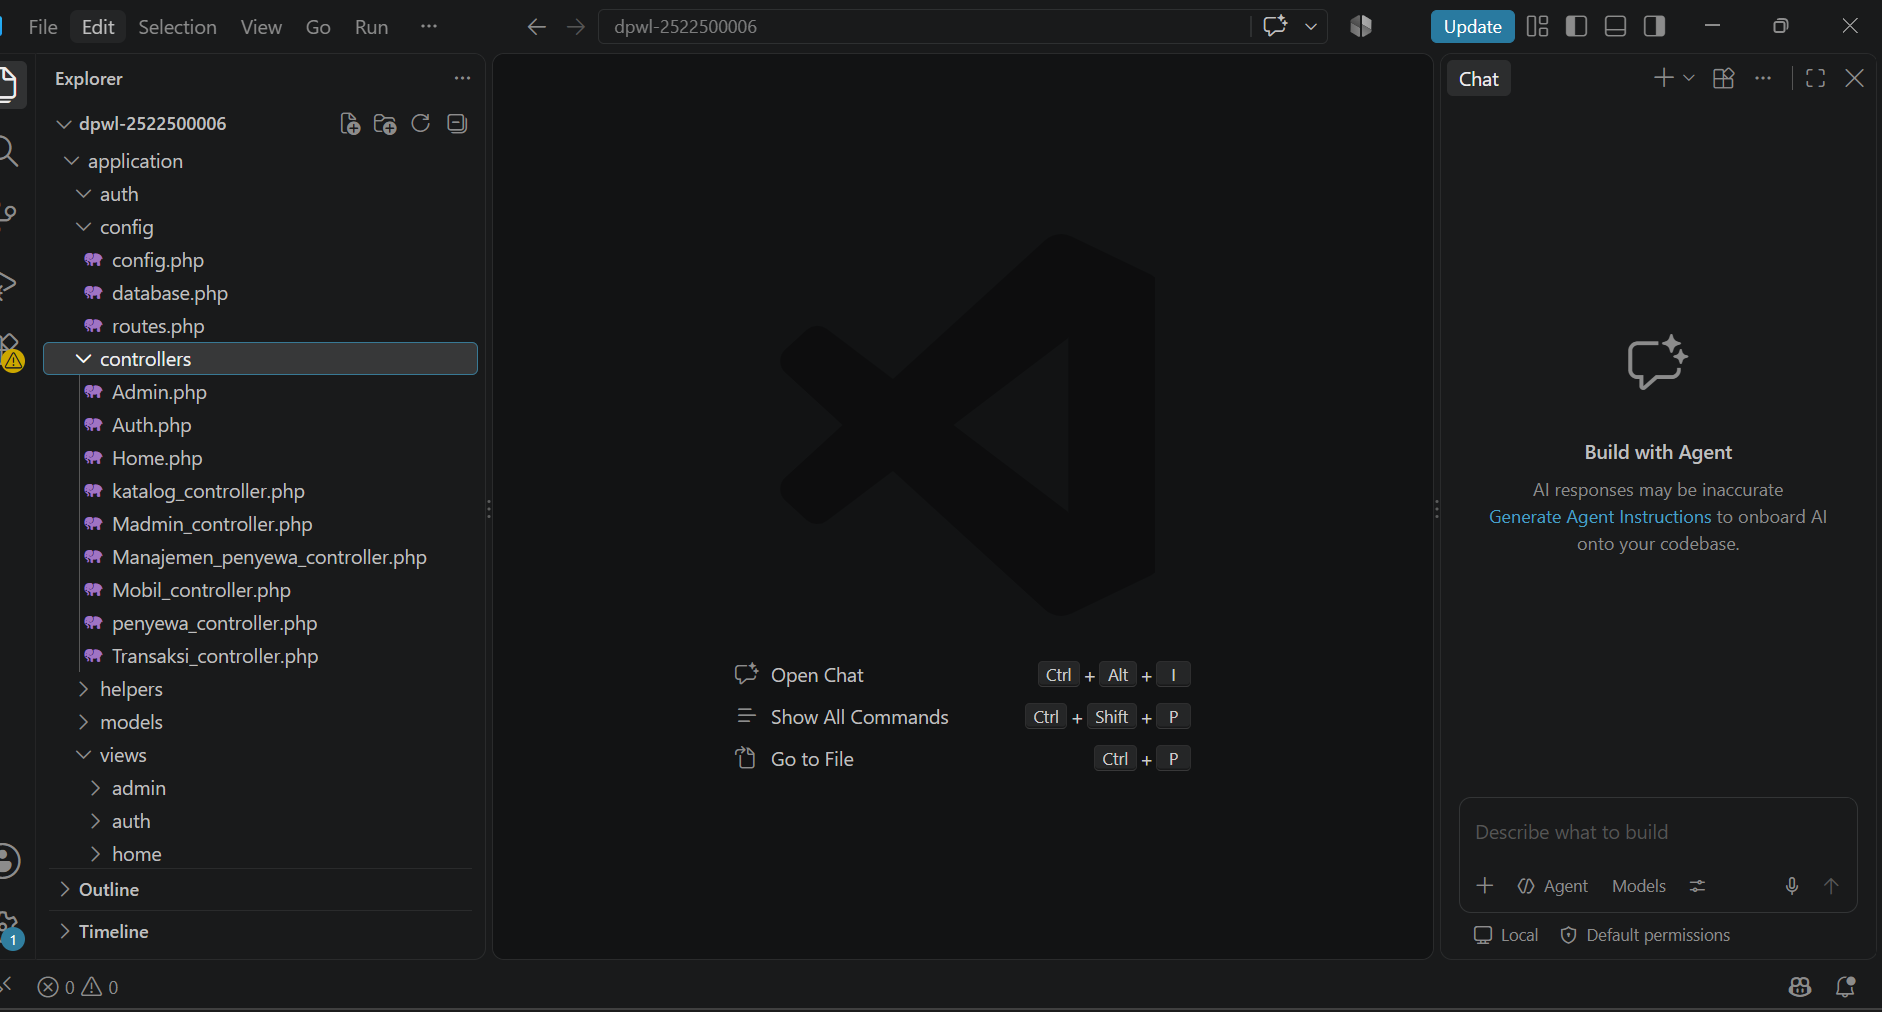 File Edit Selection View Go Run ··· dpwl-2522500006 Update
Explorer ···
dpwl-2522500006
application
auth
config
config.php
database.php
routes.php
controllers
Admin.php
Auth.php
Home.php
katalog_controller.php
Madmin_controller.php
Manajemen_penyewa_controller.php
Mobil_controller.php
penyewa_controller.php
Transaksi_controller.php
helpers
models
views
admin
auth
home
Outline
Timeline
1
0 0
Open Chat Ctrl + Alt + I
Show All Commands Ctrl + Shift + P
Go to File Ctrl + P
Chat
Build with Agent
AI responses may be inaccurate
Generate Agent Instructions to onboard AI
onto your codebase.
Describe what to build
Agent Models
Local Default permissions